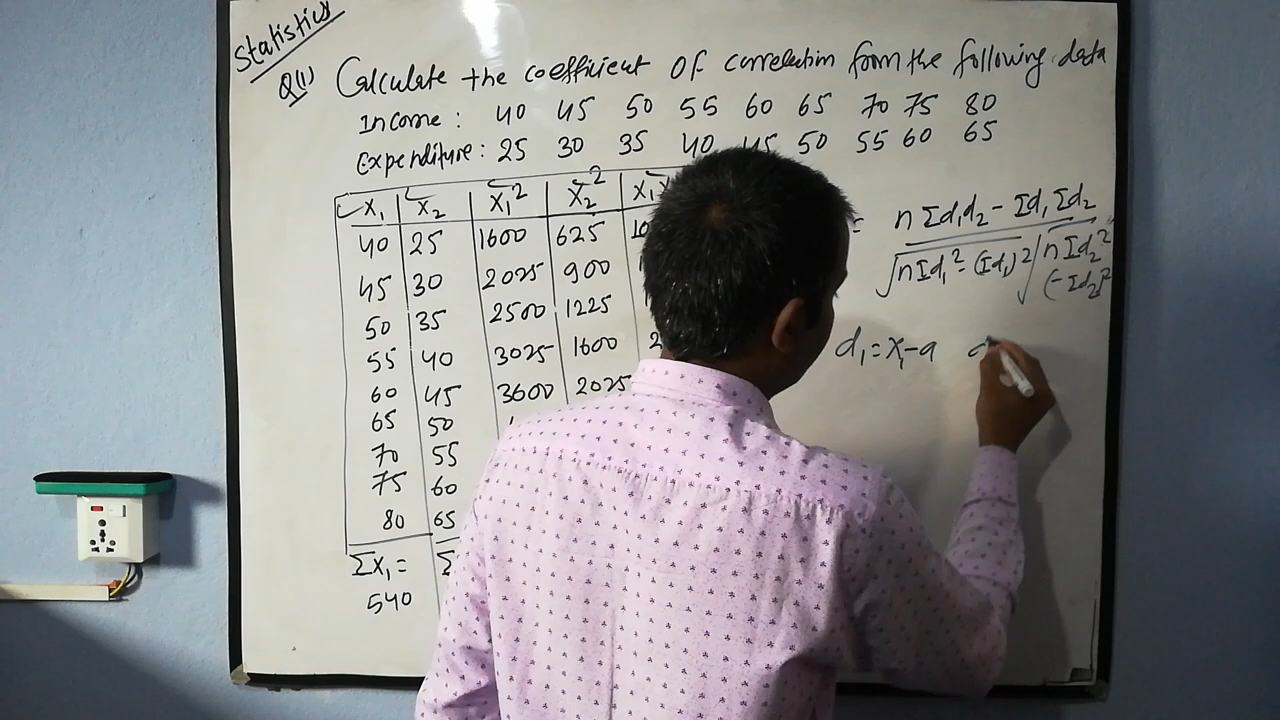 Statistics
Q(1) Calculate the coefficient of correlation from the following data
Income : 40 45 50 55 60 65 70 75 80
Expenditure : 25 30 35 40 45 50 55 60 65
X₁ X₂ X₁² X₂² X₁
40 25 1600 625
45 30 2025 900
50 35 2500 1225
55 40 3025 1600
60 45 3600 2025
65 50
70 55
75 60
80 65
ΣX₁ = Σ
540
= nΣd₁d₂ - Σd₁ Σd₂
√nΣd₁² - (Σd₁)² √nΣd₂²
(-Σd₂)²
d₁ = X₁ - a